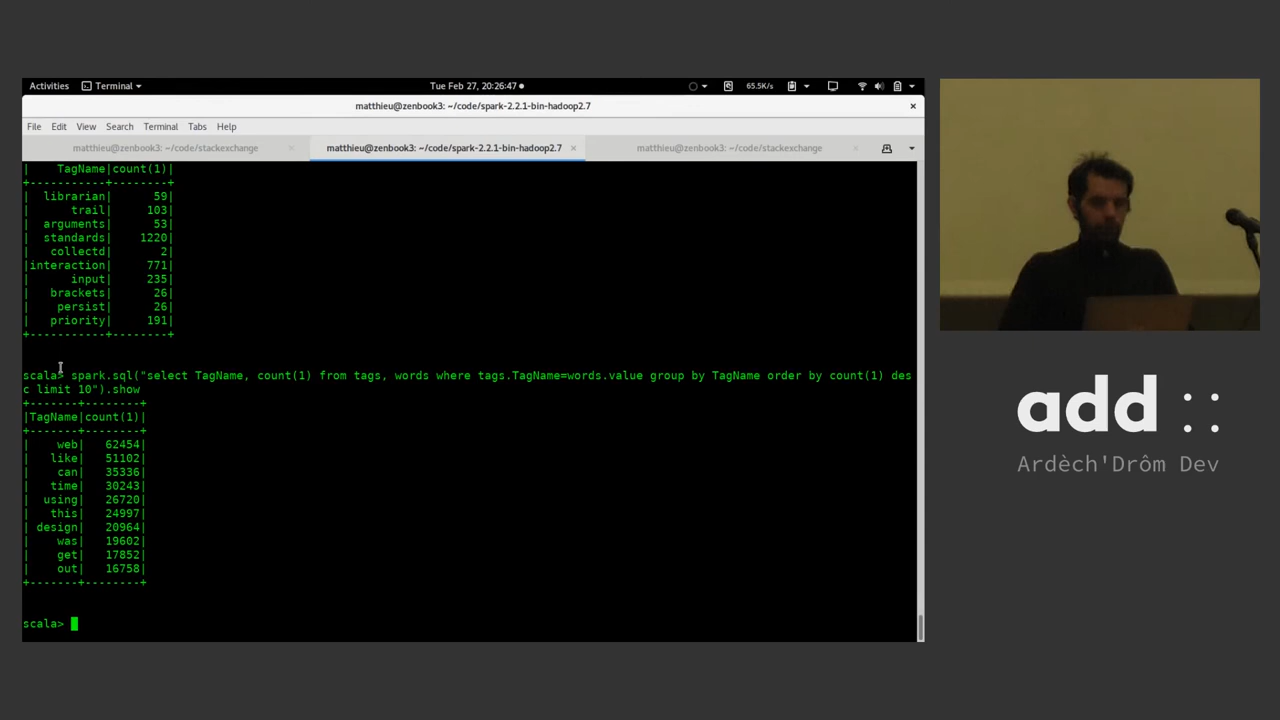 Activities Terminal Tue Feb 27, 20:26:47 65.5K/s
matthieu@zenbook3: ~/code/spark-2.2.1-bin-hadoop2.7
File Edit View Search Terminal Tabs Help
matthieu@zenbook3: ~/code/stackexchange matthieu@zenbook3: ~/code/spark-2.2.1-bin-hadoop2.7 matthieu@zenbook3: ~/code/stackexchange
|    TagName|count(1)|
+-----------+--------+
|  librarian|      59|
|      trail|     103|
|  arguments|      53|
|  standards|    1220|
|   collectd|       2|
|interaction|     771|
|      input|     235|
|   brackets|      26|
|    persist|      26|
|   priority|     191|
+-----------+--------+
scala> spark.sql("select TagName, count(1) from tags, words where tags.TagName=words.value group by TagName order by count(1) des
c limit 10").show
+-------+--------+
|TagName|count(1)|
+-------+--------+
|    web|   62454|
|   like|   51102|
|    can|   35336|
|   time|   30243|
|  using|   26720|
|   this|   24997|
| design|   20964|
|    was|   19602|
|    get|   17852|
|    out|   16758|
+-------+--------+
scala>
add ::
Ardèch'Drôm Dev